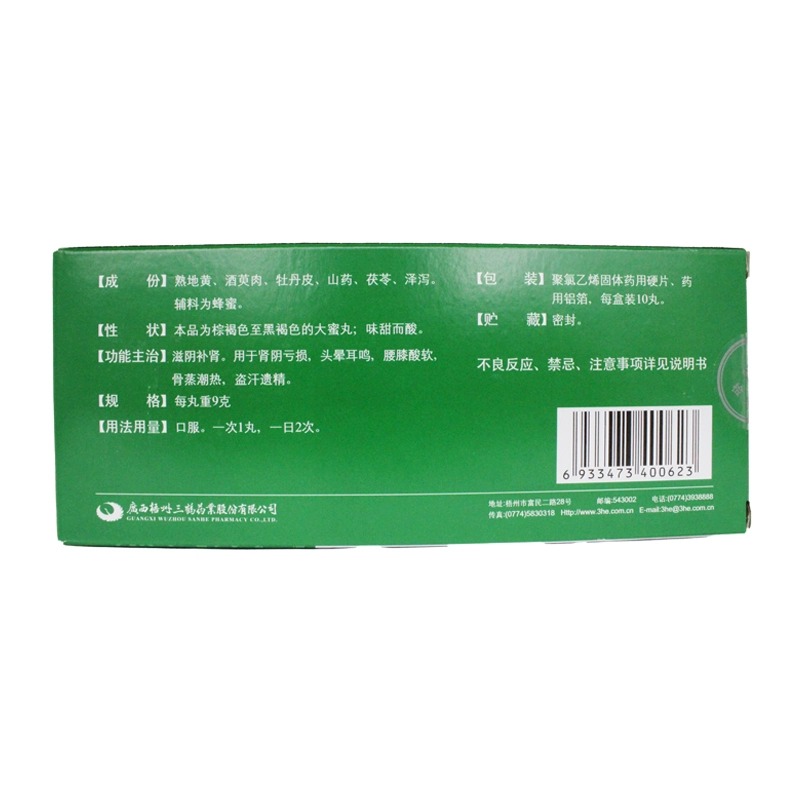 【成　份】熟地黄、酒萸肉、牡丹皮、山药、茯苓、泽泻。
辅料为蜂蜜。
【性　状】本品为棕褐色至黑褐色的大蜜丸；味甜而酸。
【功能主治】滋阴补肾。用于肾阴亏损，头晕耳鸣，腰膝酸软，
骨蒸潮热，盗汗遗精。
【规　格】每丸重9克
【用法用量】口服。一次1丸，一日2次。
【包　装】聚氯乙烯固体药用硬片、药
用铝箔，每盒装10丸。
【贮　藏】密封。
不良反应、禁忌、注意事项详见说明书
6 933473 400623
廣西梧州三鶴药業股份有限公司
GUANGXI WUZHOU SANHE PHARMACY CO.,LTD.
地址:梧州市富民二路28号 邮编:543002 电话:(0774)3938888
传真:(0774)5830318 Http://www.3he.com.cn E-mail:3he@3he.com.cn